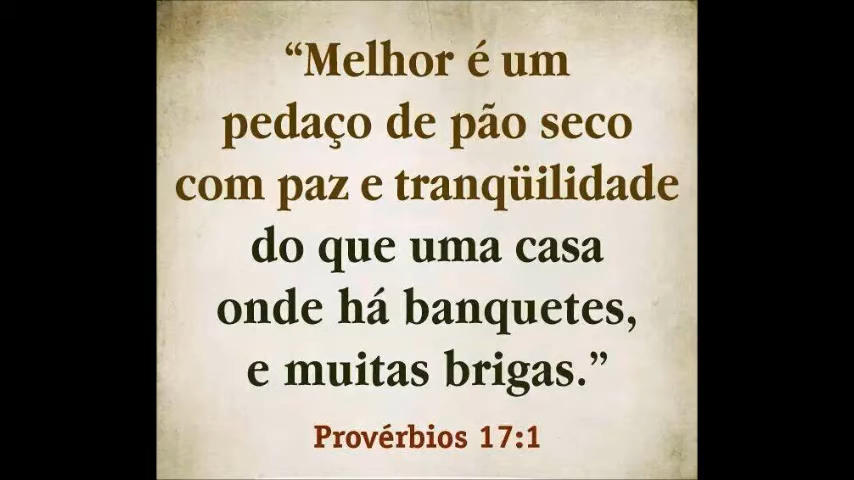 “Melhor é um
pedaço de pão seco
com paz e tranqüilidade
do que uma casa
onde há banquetes,
e muitas brigas.”
Provérbios 17:1